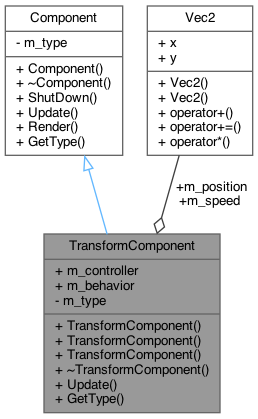 Component
- m_type
+ Component()
+ ~Component()
+ ShutDown()
+ Update()
+ Render()
+ GetType()
Vec2
+ x
+ y
+ Vec2()
+ Vec2()
+ operator+()
+ operator+=()
+ operator*()
+m_position
+m_speed
TransformComponent
+ m_controller
+ m_behavior
- m_type
+ TransformComponent()
+ TransformComponent()
+ TransformComponent()
+ ~TransformComponent()
+ Update()
+ GetType()